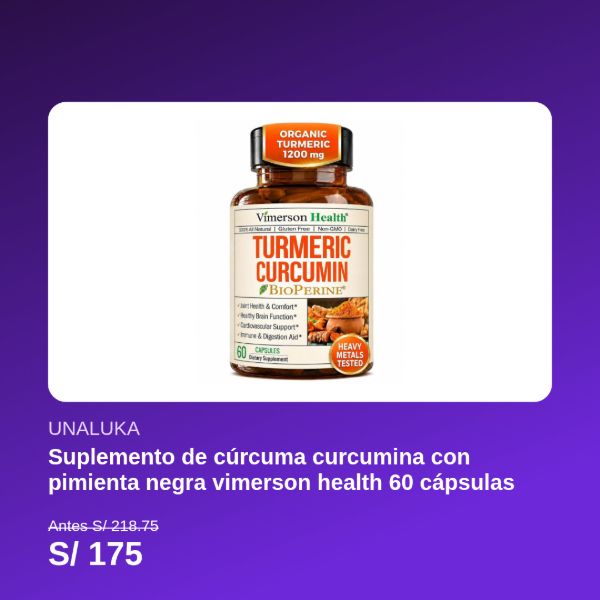 ORGANIC
TURMERIC
1200 mg
Vimerson Health
100% All Natural | Gluten Free | Non-GMO | Dairy Free
TURMERIC
CURCUMIN
BIOPERINE®
Joint Health & Comfort*
Healthy Brain Function*
Cardiovascular Support*
Immune & Digestion Aid*
60 CAPSULES
Dietary Supplement
HEAVY
METALS
TESTED
UNALUKA
Suplemento de cúrcuma curcumina con
pimienta negra vimerson health 60 cápsulas
Antes S/ 218.75
S/ 175